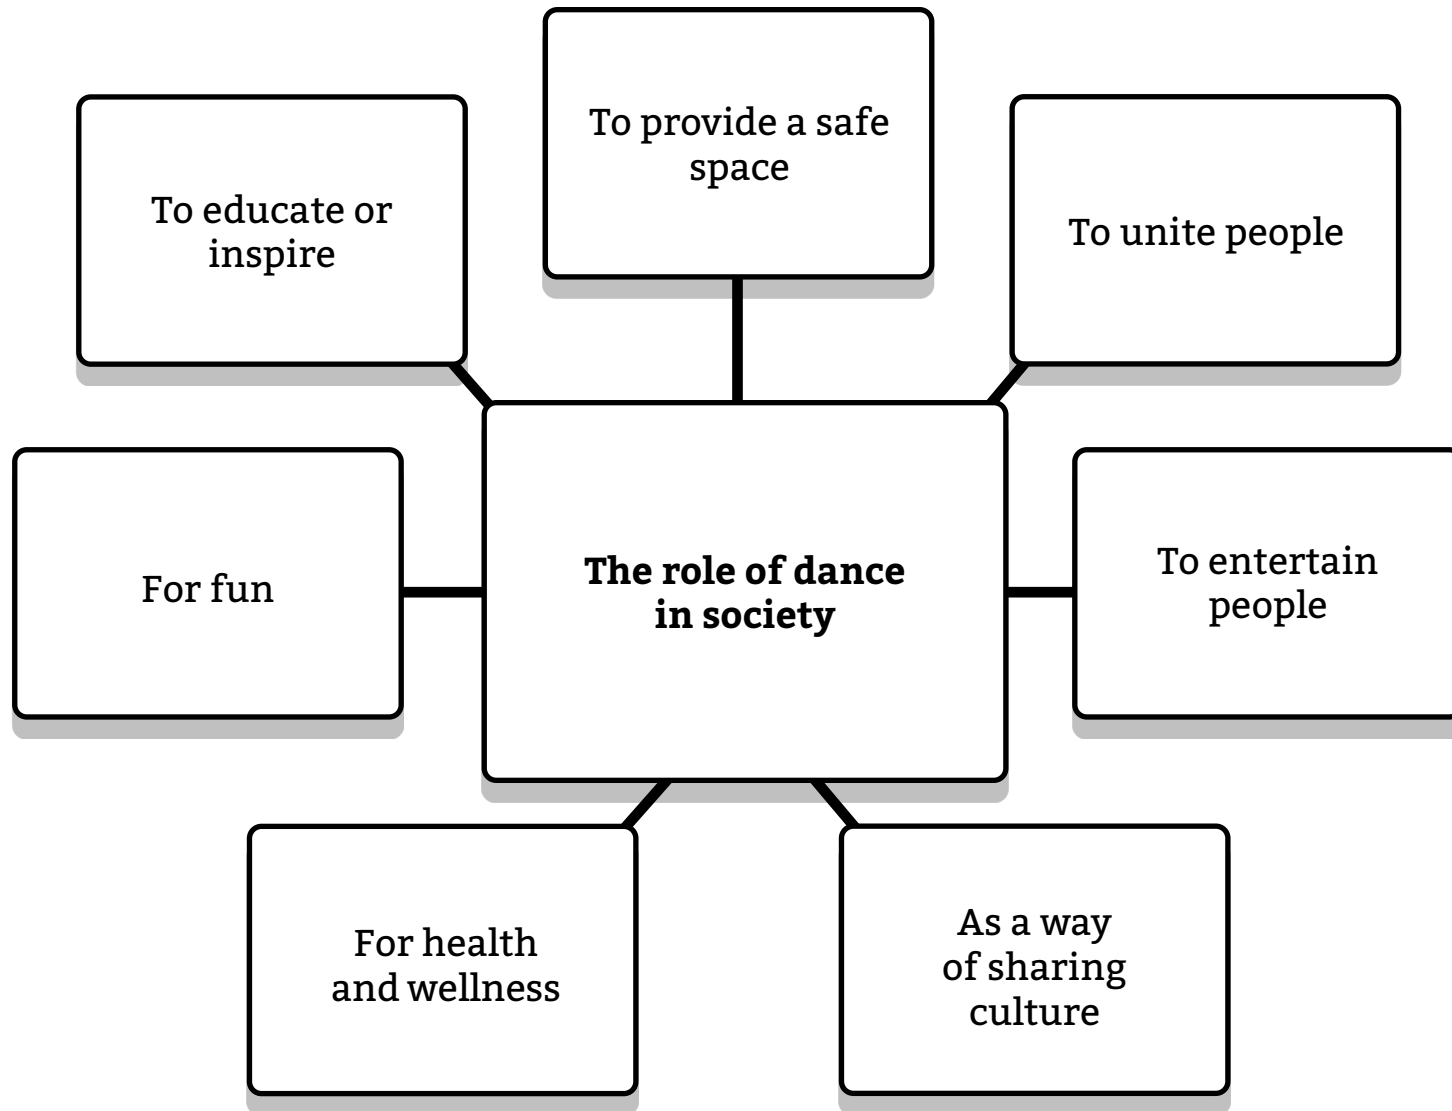 To provide a safe
space
To educate or
inspire
To unite people
For fun
The role of dance
in society
To entertain
people
For health
and wellness
As a way
of sharing
culture